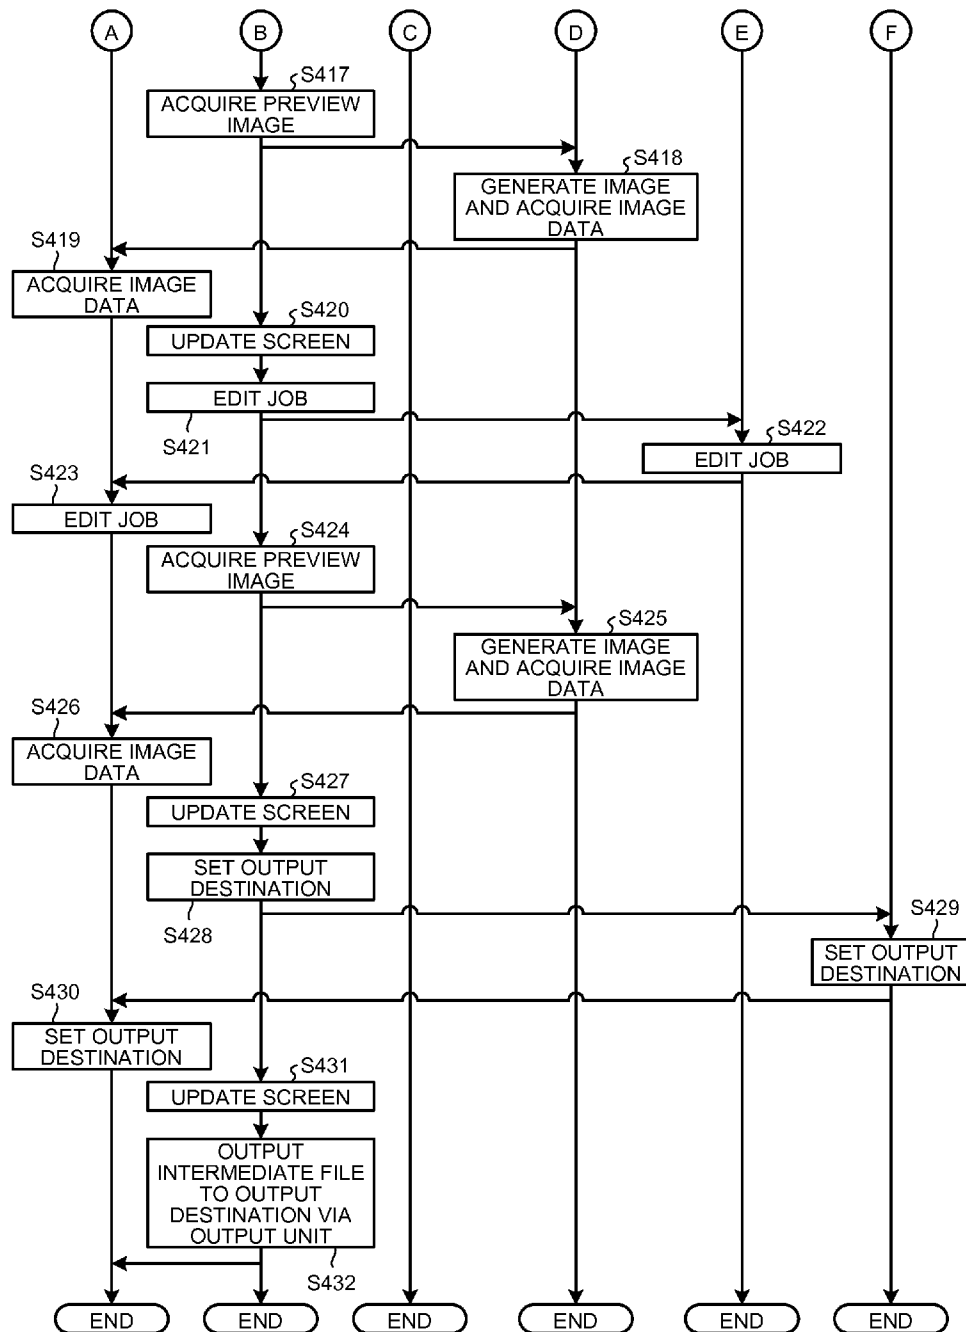 A B C D E F
S417
ACQUIRE PREVIEW
IMAGE
S418
GENERATE IMAGE
AND ACQUIRE IMAGE
DATA
S419
ACQUIRE IMAGE
DATA
S420
UPDATE SCREEN
EDIT JOB
S421
S422
EDIT JOB
S423
EDIT JOB
S424
ACQUIRE PREVIEW
IMAGE
S425
GENERATE IMAGE
AND ACQUIRE IMAGE
DATA
S426
ACQUIRE IMAGE
DATA
S427
UPDATE SCREEN
SET OUTPUT
DESTINATION
S428
S429
SET OUTPUT
DESTINATION
S430
SET OUTPUT
DESTINATION
S431
UPDATE SCREEN
OUTPUT
INTERMEDIATE FILE
TO OUTPUT
DESTINATION VIA
OUTPUT UNIT
S432
END END END END END END